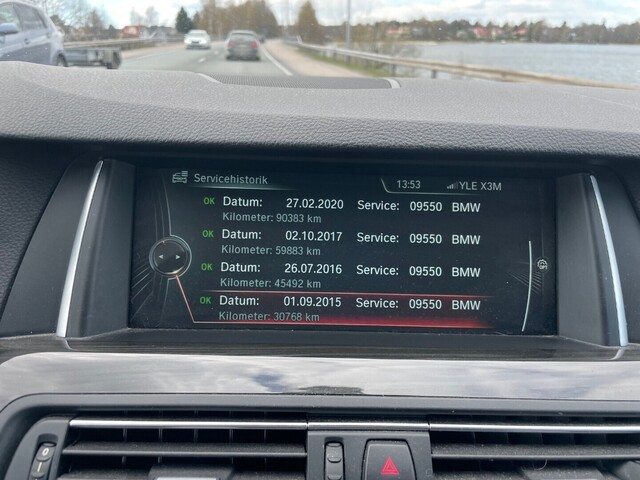 Servicehistorik
13:53 YLE X3M
OK Datum: 27.02.2020 Service: 09550 BMW
Kilometer: 90383 km
OK Datum: 02.10.2017 Service: 09550 BMW
Kilometer: 59883 km
OK Datum: 26.07.2016 Service: 09550 BMW
Kilometer: 45492 km
OK Datum: 01.09.2015 Service: 09550 BMW
Kilometer: 30768 km
OFF